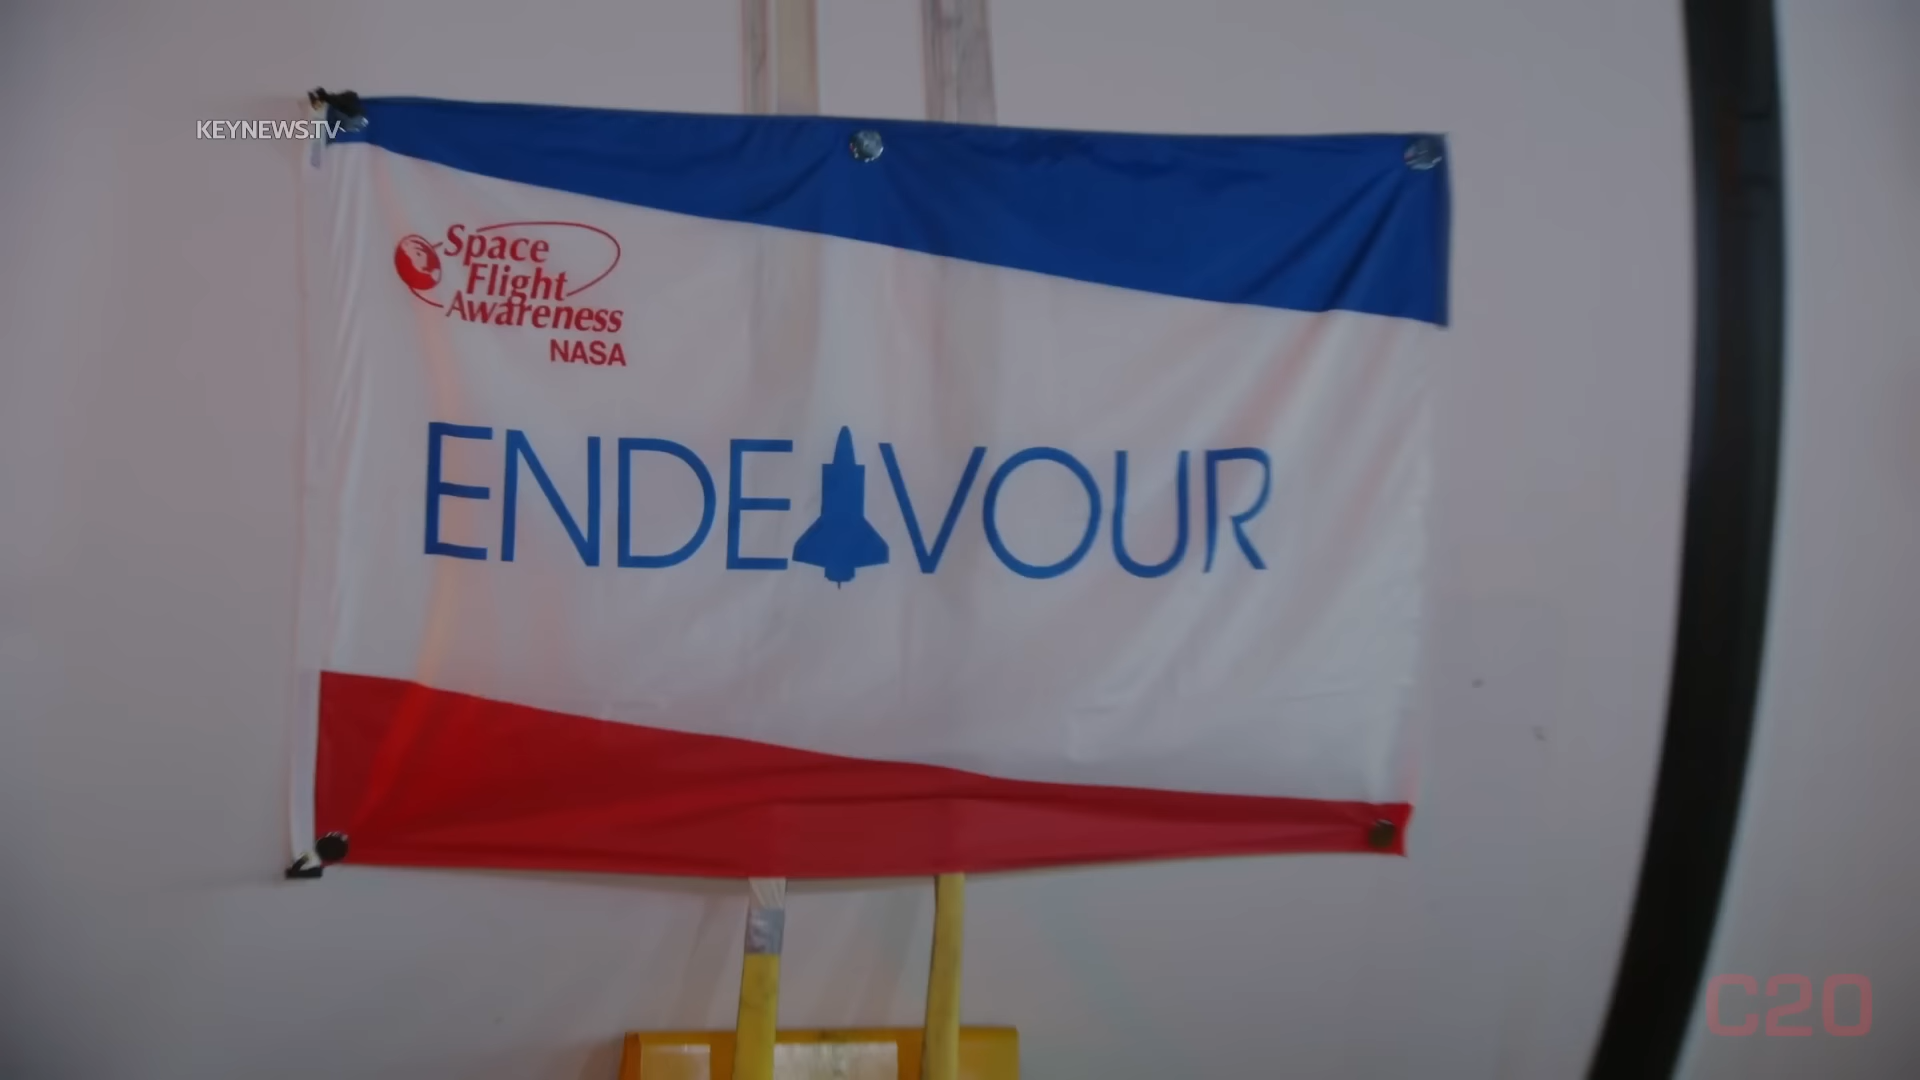 KEYNEWS.TV
Space
Flight
Awareness
NASA
ENDEAVOUR
C20